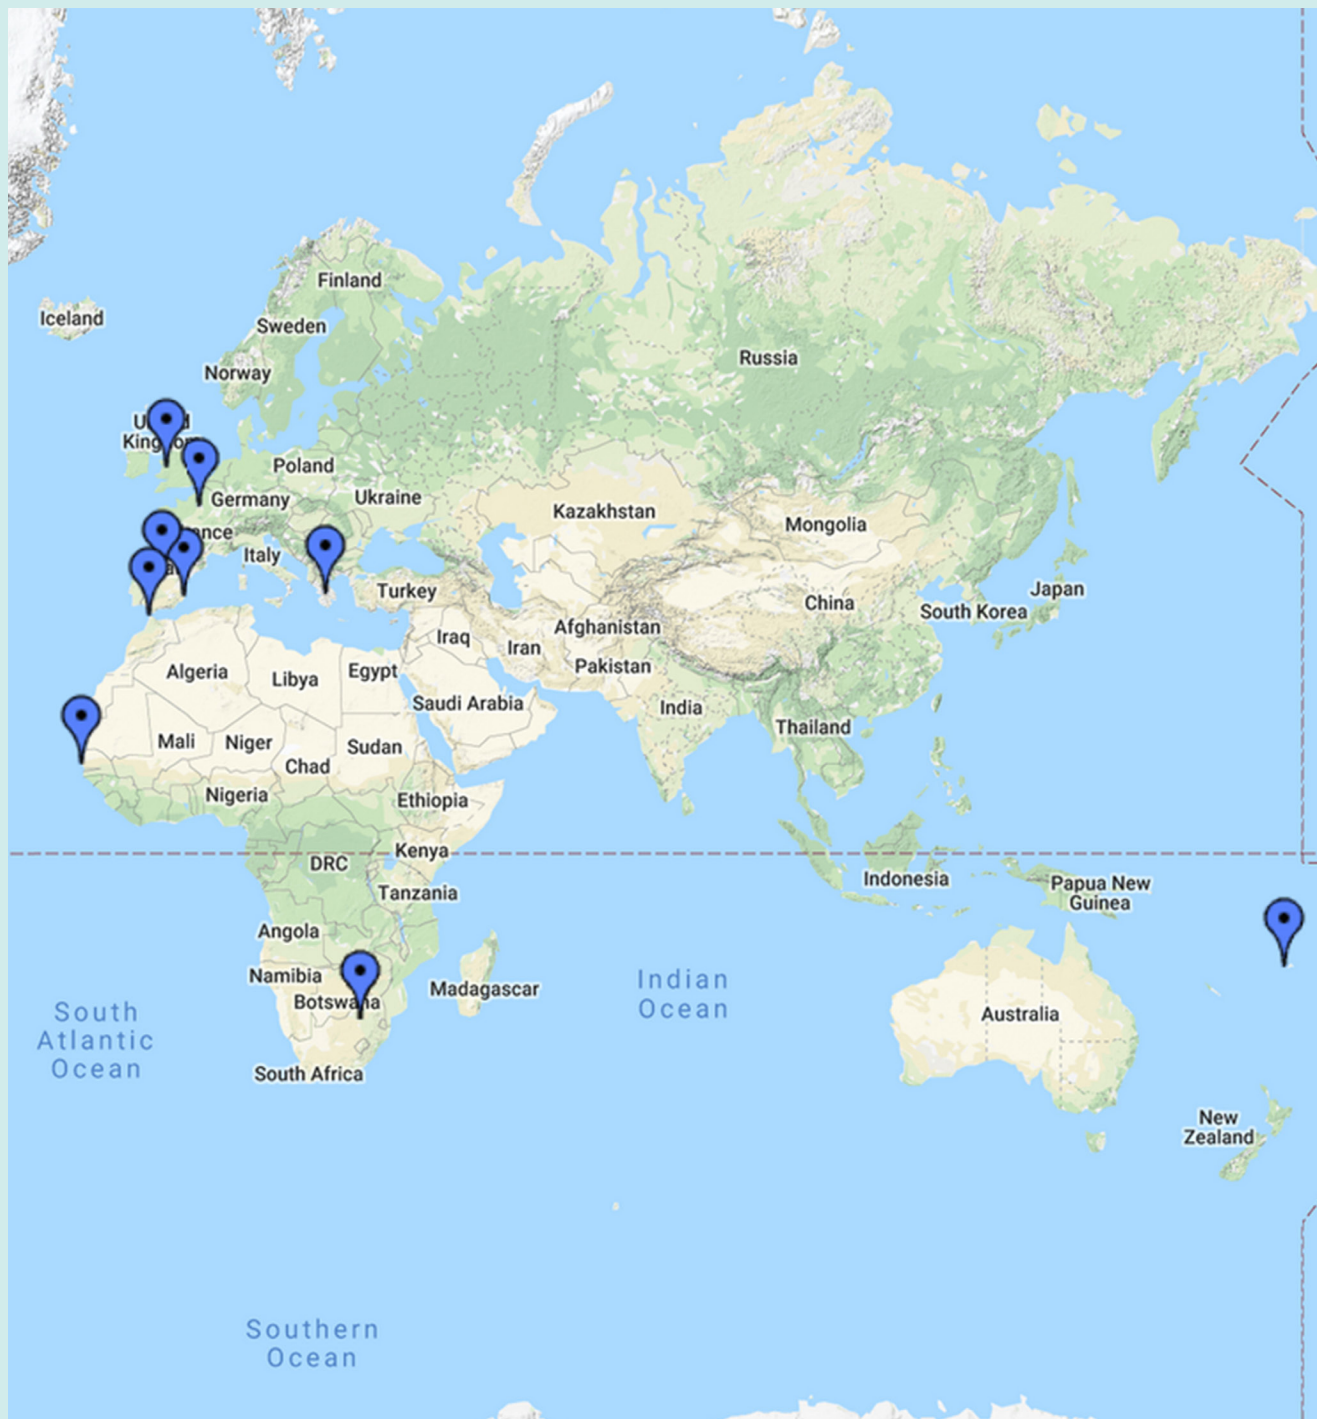 Finland
Iceland
Sweden
Russia
Norway
Poland
Germany
Ukraine
Kazakhstan
Mongolia
Italy
Turkey
Japan
China
South Korea
Afghanistan
Iraq
Iran
Pakistan
Algeria
Libya
Egypt
Saudi Arabia
India
Thailand
Mali
Niger
Sudan
Chad
Nigeria
Ethiopia
Kenya
DRC
Indonesia
Papua New
Guinea
Tanzania
Angola
Namibia
Botswana
Madagascar
Indian
Ocean
South
Atlantic
Ocean
Australia
South Africa
New
Zealand
Southern
Ocean